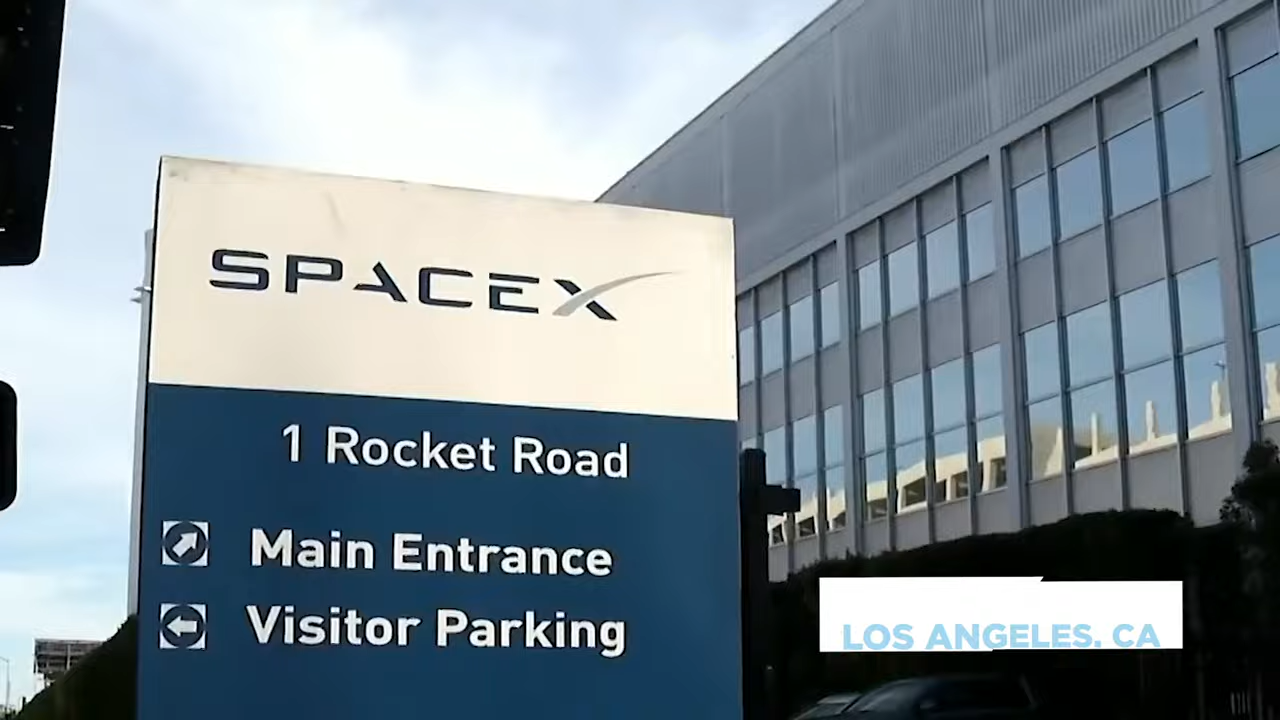 SPACEX
1 Rocket Road
Main Entrance
Visitor Parking
LOS ANGELES, CA